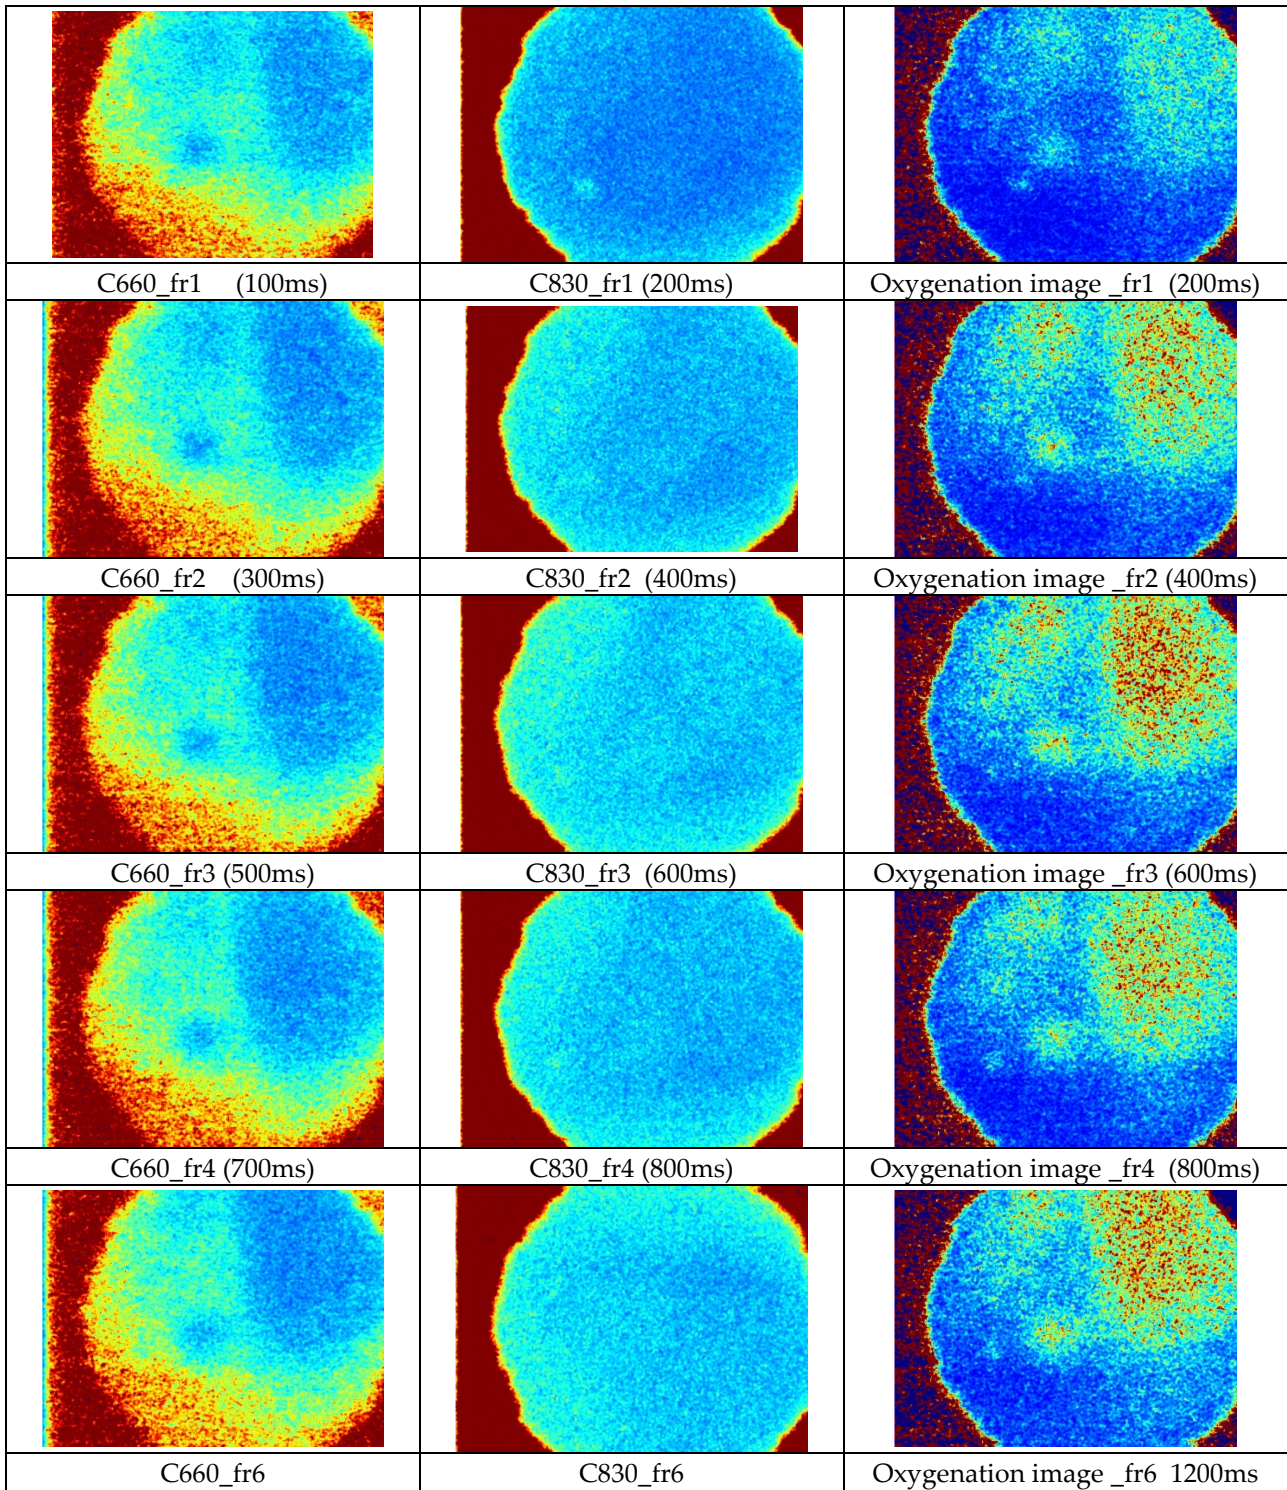 C660_fr1 (100ms)
C830_fr1 (200ms)
Oxygenation image _fr1 (200ms)
C660_fr2 (300ms)
C830_fr2 (400ms)
Oxygenation image _fr2 (400ms)
C660_fr3 (500ms)
C830_fr3 (600ms)
Oxygenation image _fr3 (600ms)
C660_fr4 (700ms)
C830_fr4 (800ms)
Oxygenation image _fr4 (800ms)
C660_fr6
C830_fr6
Oxygenation image _fr6 1200ms